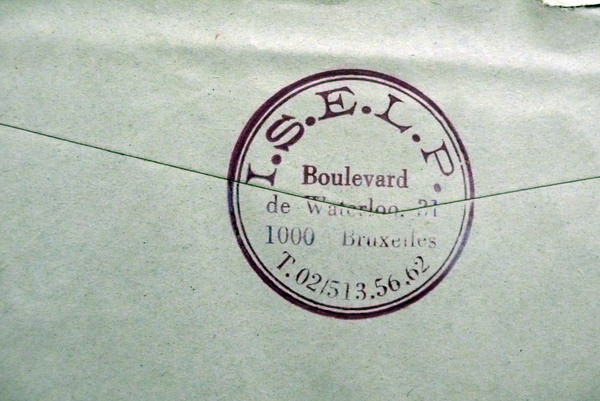 I.S.E.L.P.
Boulevard
de Waterloo, 31
1000 Bruxelles
T.02/513.56.62